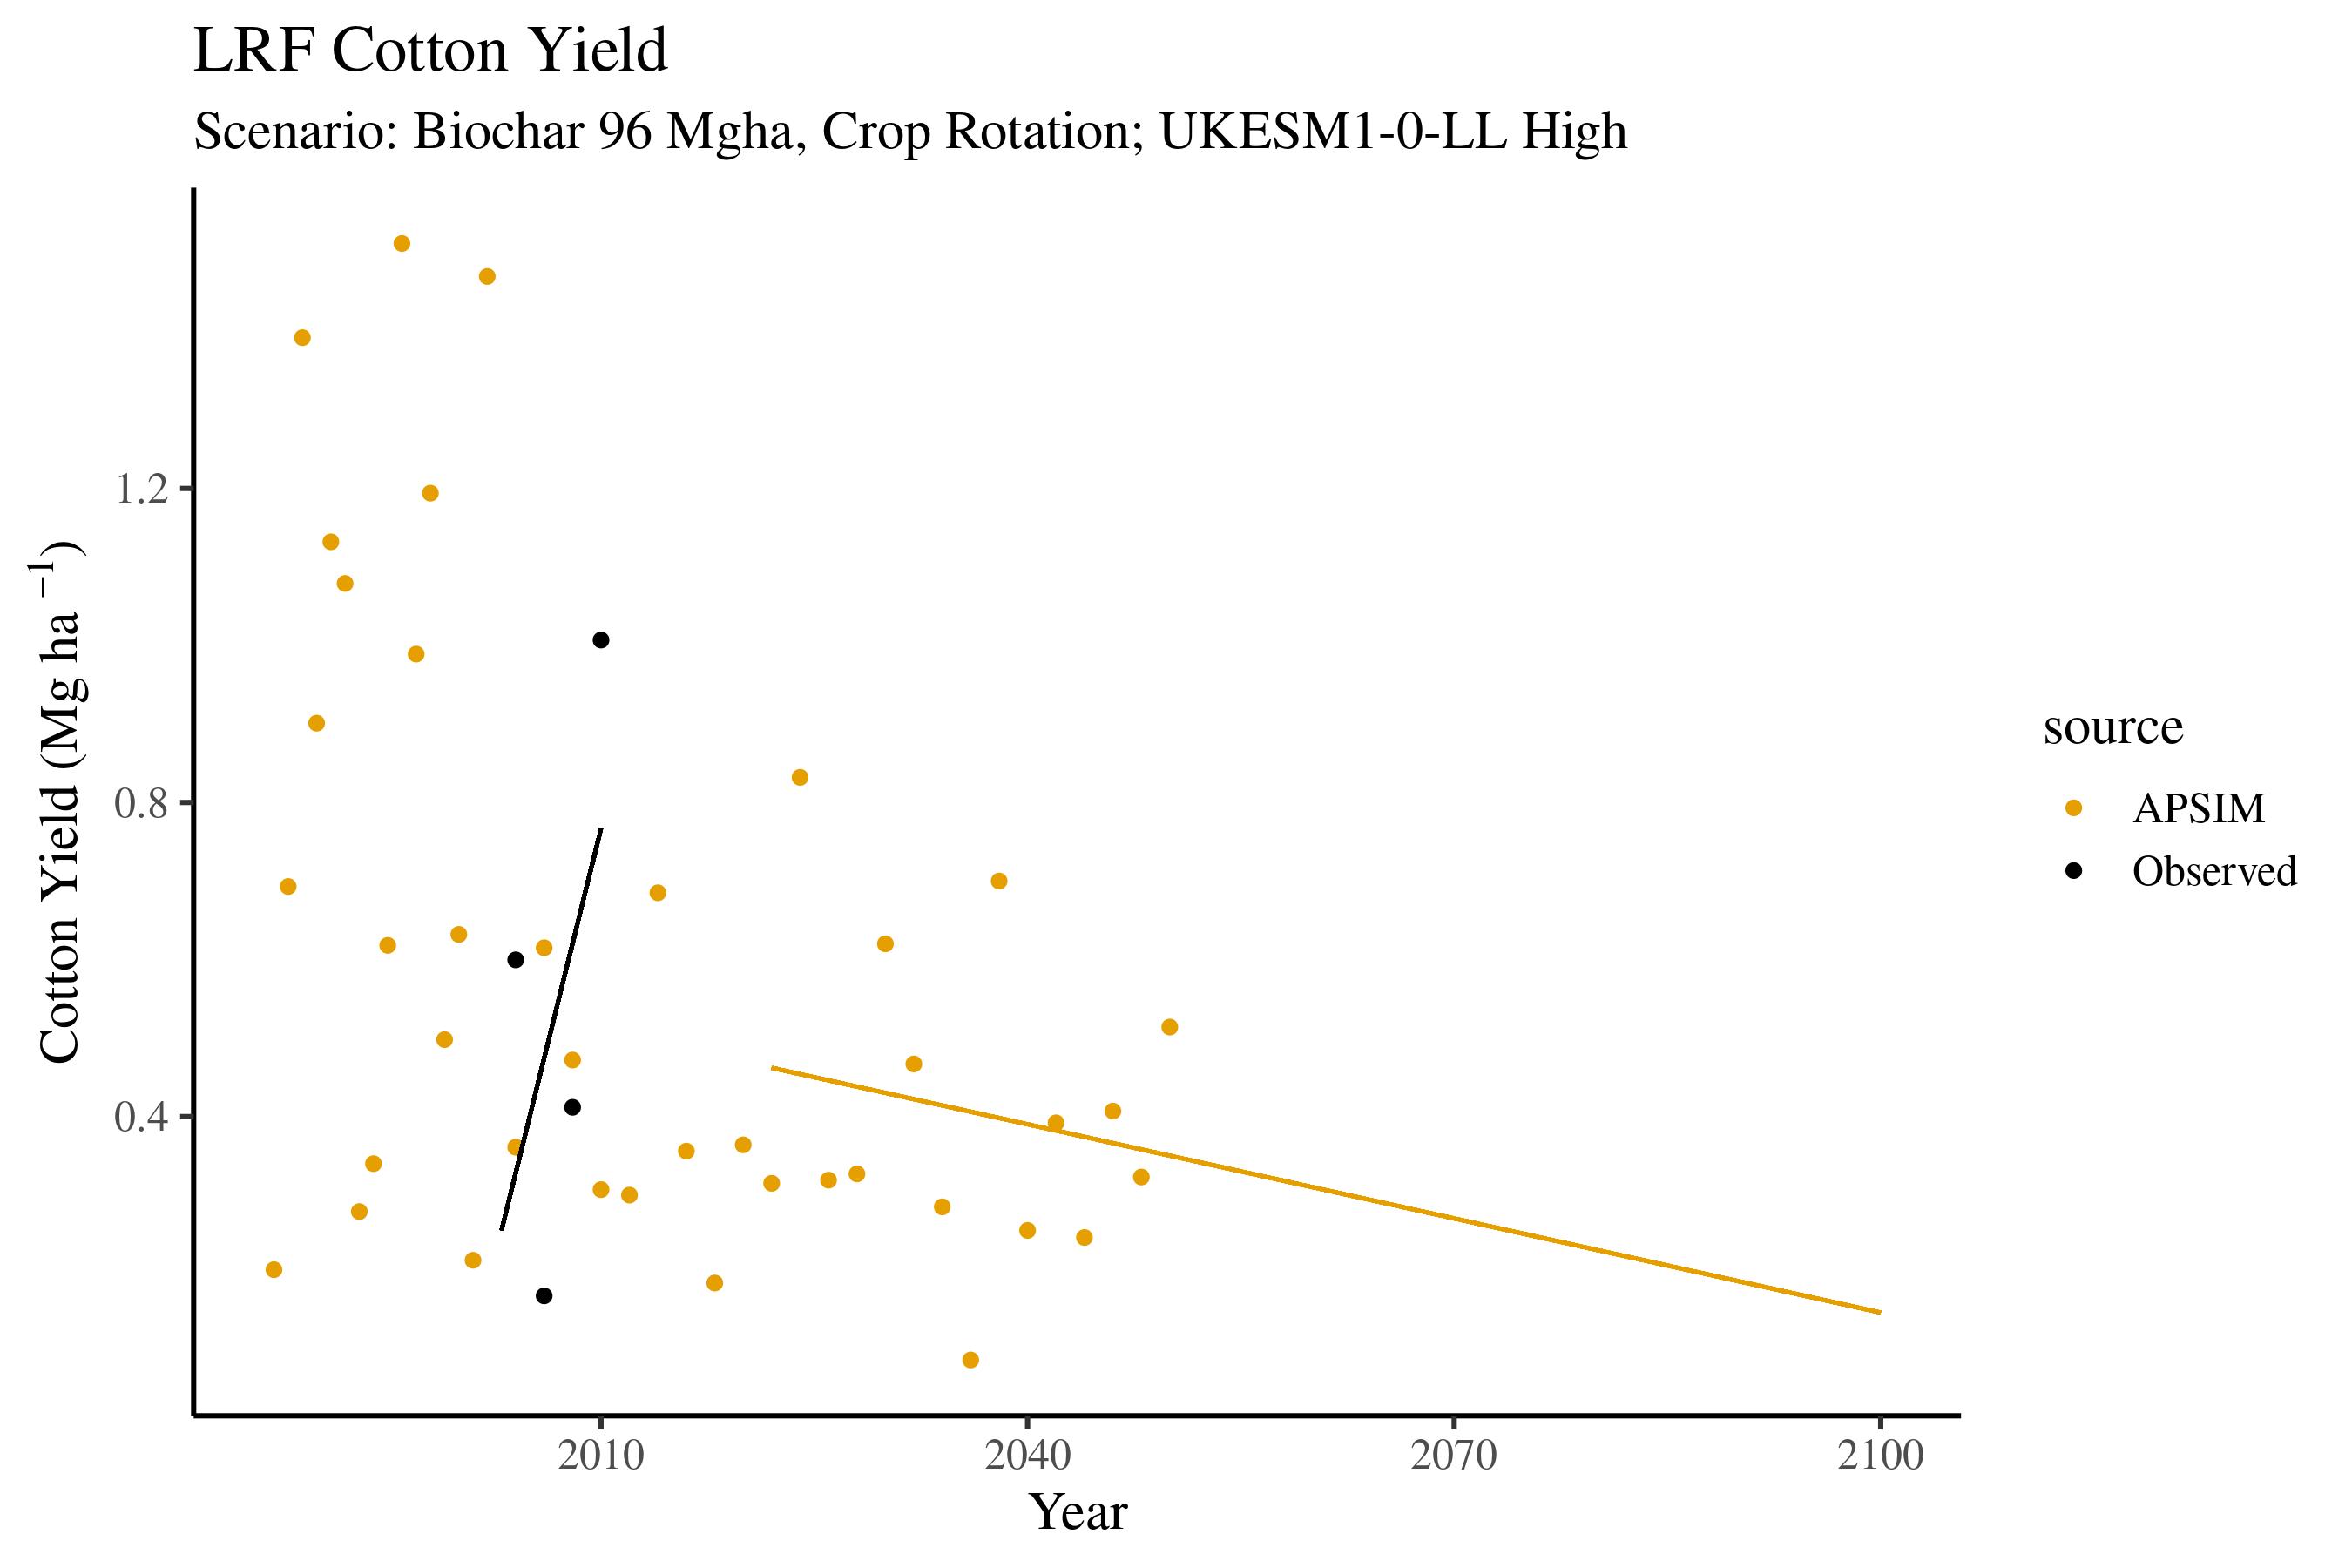 LRF Cotton Yield
Scenario: Biochar 96 Mgha, Crop Rotation; UKESM1-0-LL High
Cotton Yield (Mg ha −1)
1.2
0.8
0.4
2010 2040 2070 2100
Year
source
APSIM
Observed